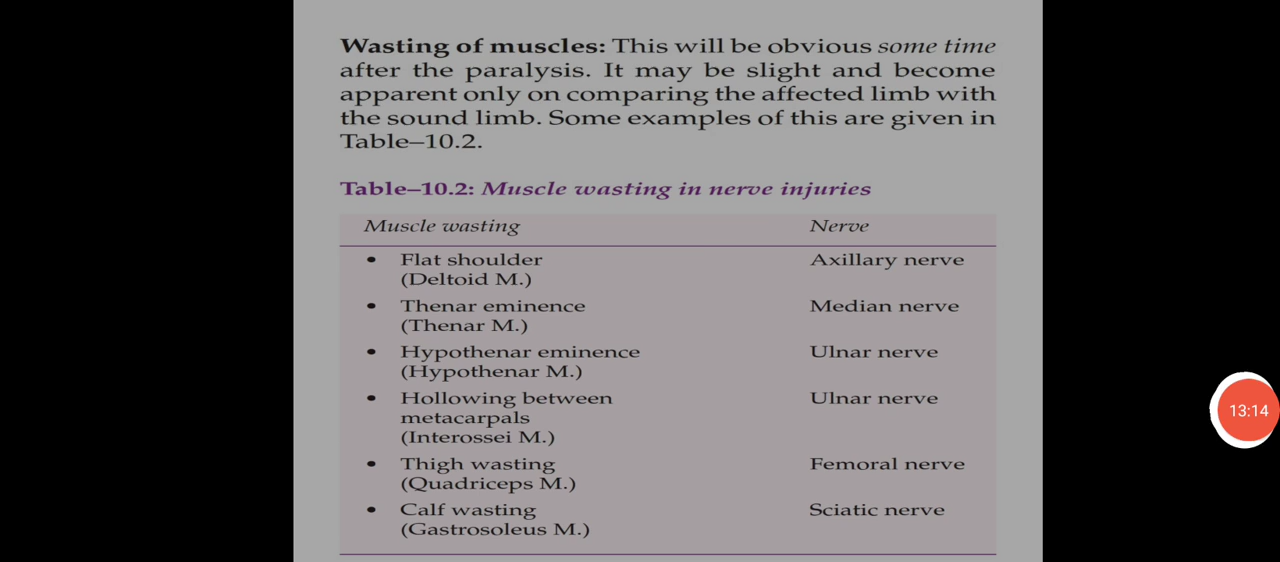 Wasting of muscles: This will be obvious some time
after the paralysis. It may be slight and become
apparent only on comparing the affected limb with
the sound limb. Some examples of this are given in
Table–10.2.
Table–10.2: Muscle wasting in nerve injuries
Muscle wasting Nerve
• Flat shoulder Axillary nerve
(Deltoid M.)
• Thenar eminence Median nerve
(Thenar M.)
• Hypothenar eminence Ulnar nerve
(Hypothenar M.)
• Hollowing between Ulnar nerve
metacarpals
(Interossei M.)
• Thigh wasting Femoral nerve
(Quadriceps M.)
• Calf wasting Sciatic nerve
(Gastrosoleus M.)
13:14